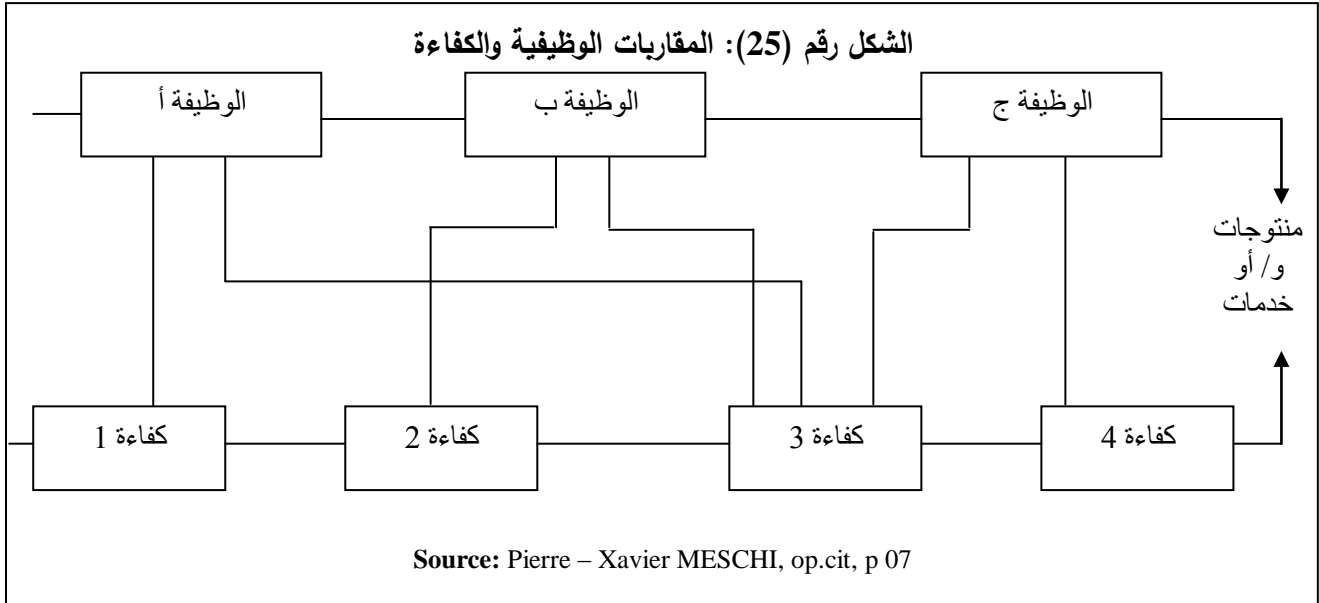 الشكل رقم (25): المقاربات الوظيفية والكفاءة
الوظيفة أ
الوظيفة ب
الوظيفة ج
منتوجات
و/ أو
خدمات
كفاءة 1
كفاءة 2
كفاءة 3
كفاءة 4
Source: Pierre – Xavier MESCHI, op.cit, p 07